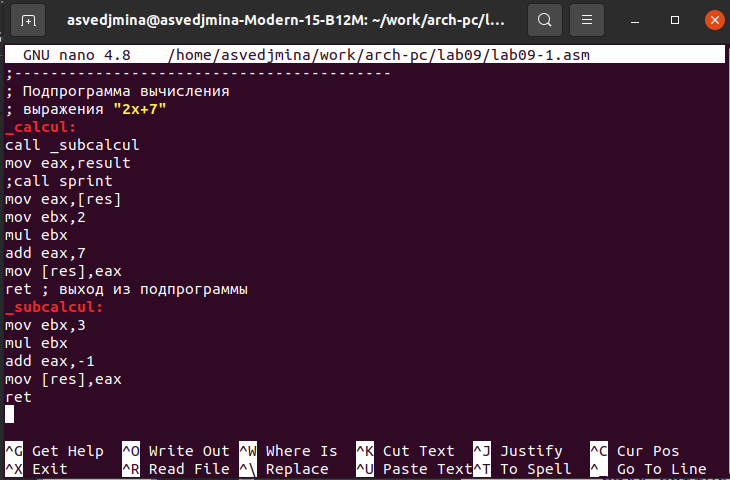 asvedjmina@asvedjmina-Modern-15-B12M: ~/work/arch-pc/l...
GNU nano 4.8 /home/asvedjmina/work/arch-pc/lab09/lab09-1.asm
;------------------------------------------
; Подпрограмма вычисления
; выражения "2x+7"
_calcul:
call _subcalcul
mov eax,result
;call sprint
mov eax,[res]
mov ebx,2
mul ebx
add eax,7
mov [res],eax
ret ; выход из подпрограммы
_subcalcul:
mov ebx,3
mul ebx
add eax,-1
mov [res],eax
ret
^G Get Help ^O Write Out ^W Where Is ^K Cut Text ^J Justify ^C Cur Pos
^X Exit ^R Read File ^\ Replace ^U Paste Text ^T To Spell ^_ Go To Line